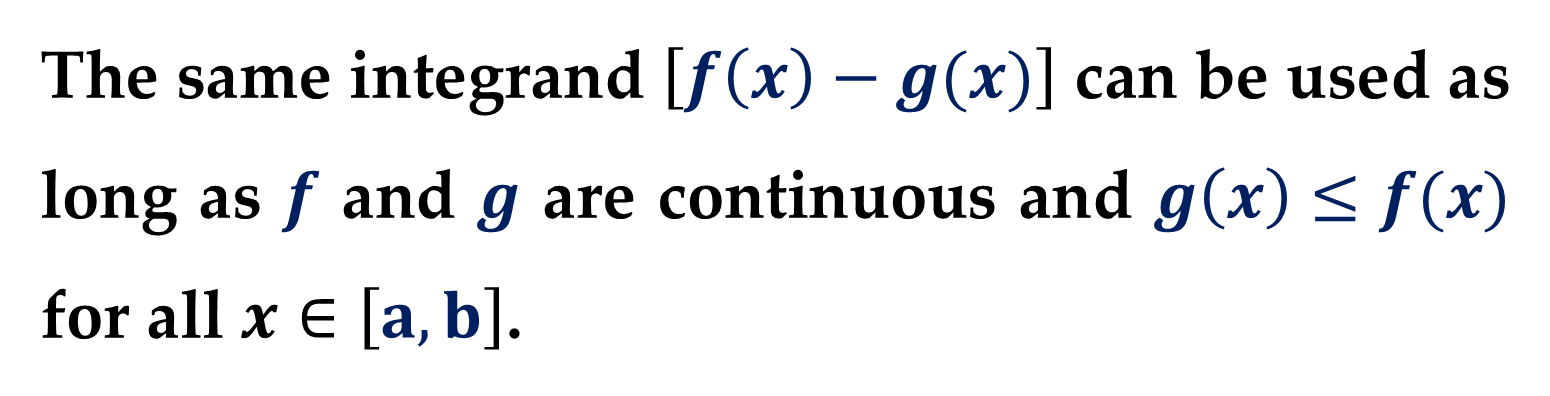 The same integrand [f(x) − g(x)] can be used as
long as f and g are continuous and g(x) ≤ f(x)
for all x ∈ [a, b].